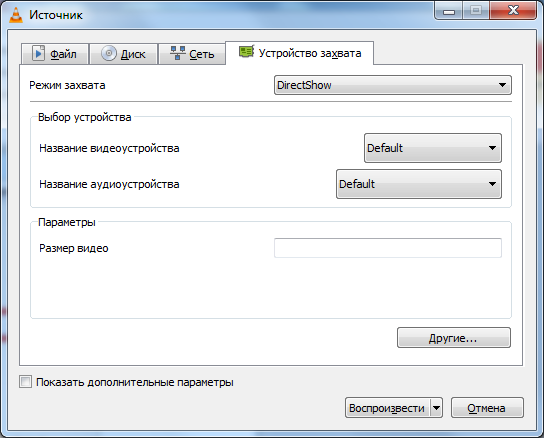 Источник
Файл
Диск
Сеть
Устройство захвата
Режим захвата
DirectShow
Выбор устройства
Название видеоустройства
Default
Название аудиоустройства
Default
Параметры
Размер видео
Другие...
Показать дополнительные параметры
Воспроизвести
Отмена